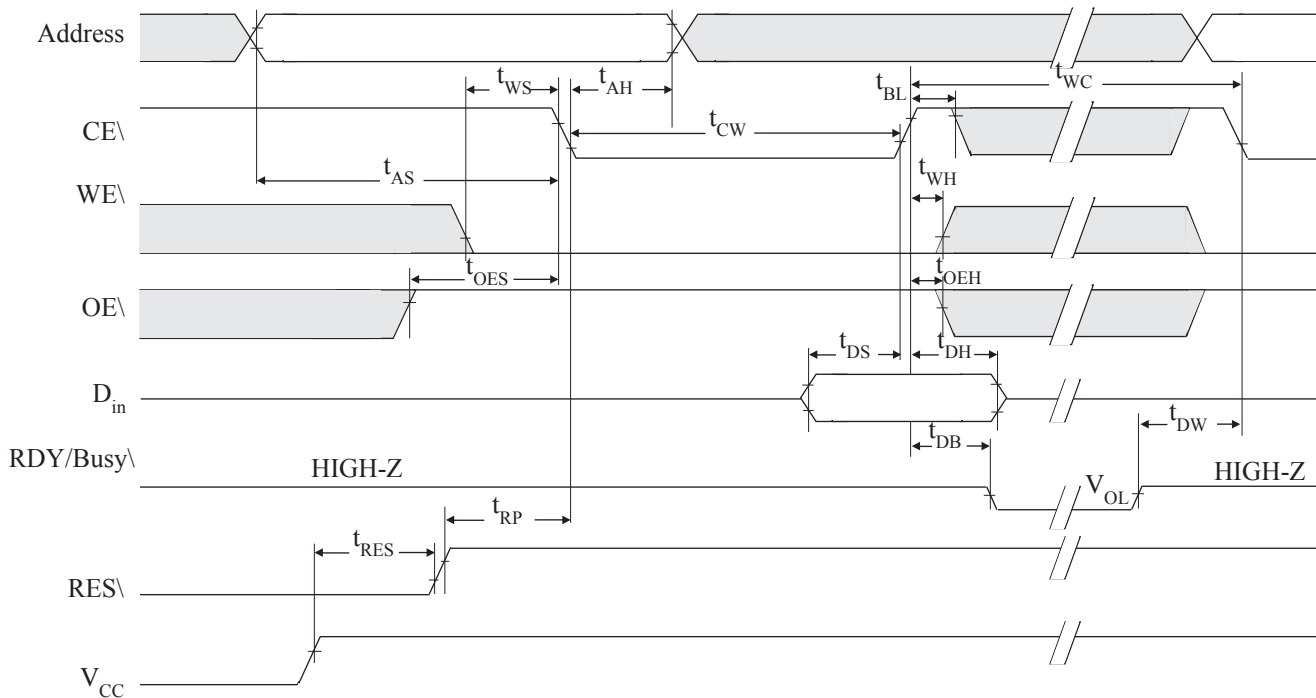 Address
tWS
tAH
tBL
tWC
CE\
tCW
tAS
tWH
WE\
tOES
tOEH
OE\
tDS
tDH
Din
tDB
tDW
RDY/Busy\
HIGH-Z
VOL
HIGH-Z
tRP
tRES
RES\
VCC